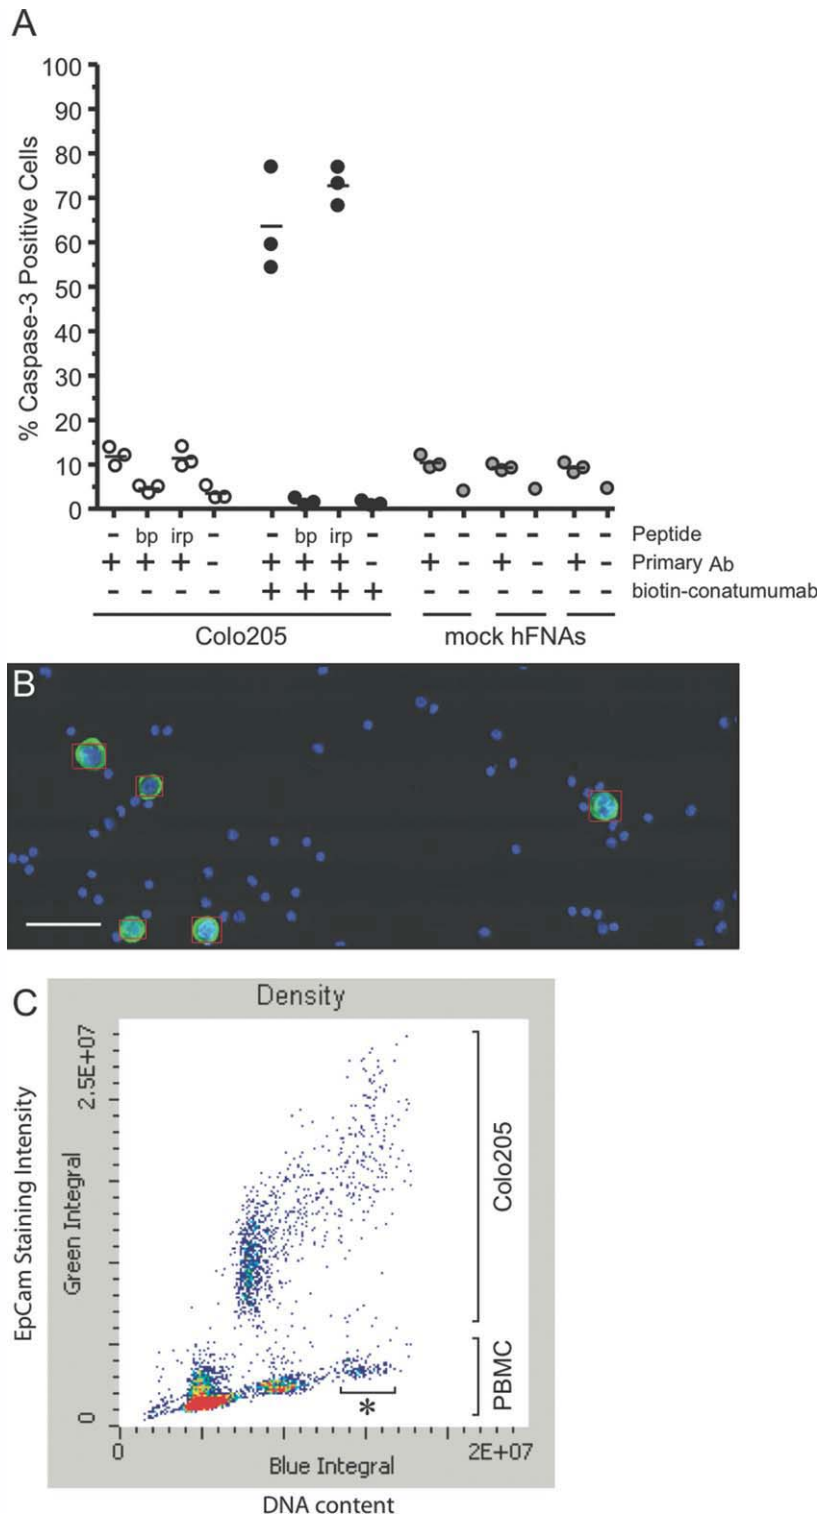 A
100
90
80
70
60
50
40
30
20
10
0
% Caspase-3 Positive Cells
- bp irp - - bp irp - - - - - - - Peptide
+ + + - + + + - + - + - + - Primary Ab
- - - - + + + + - - - - - - biotin-conatumumab
Colo205 mock hFNAs
B
C
Density
EpCam Staining Intensity
Green Integral
2.5E+07
0
Colo205
PBMC
*
0 2E+07
Blue Integral
DNA content